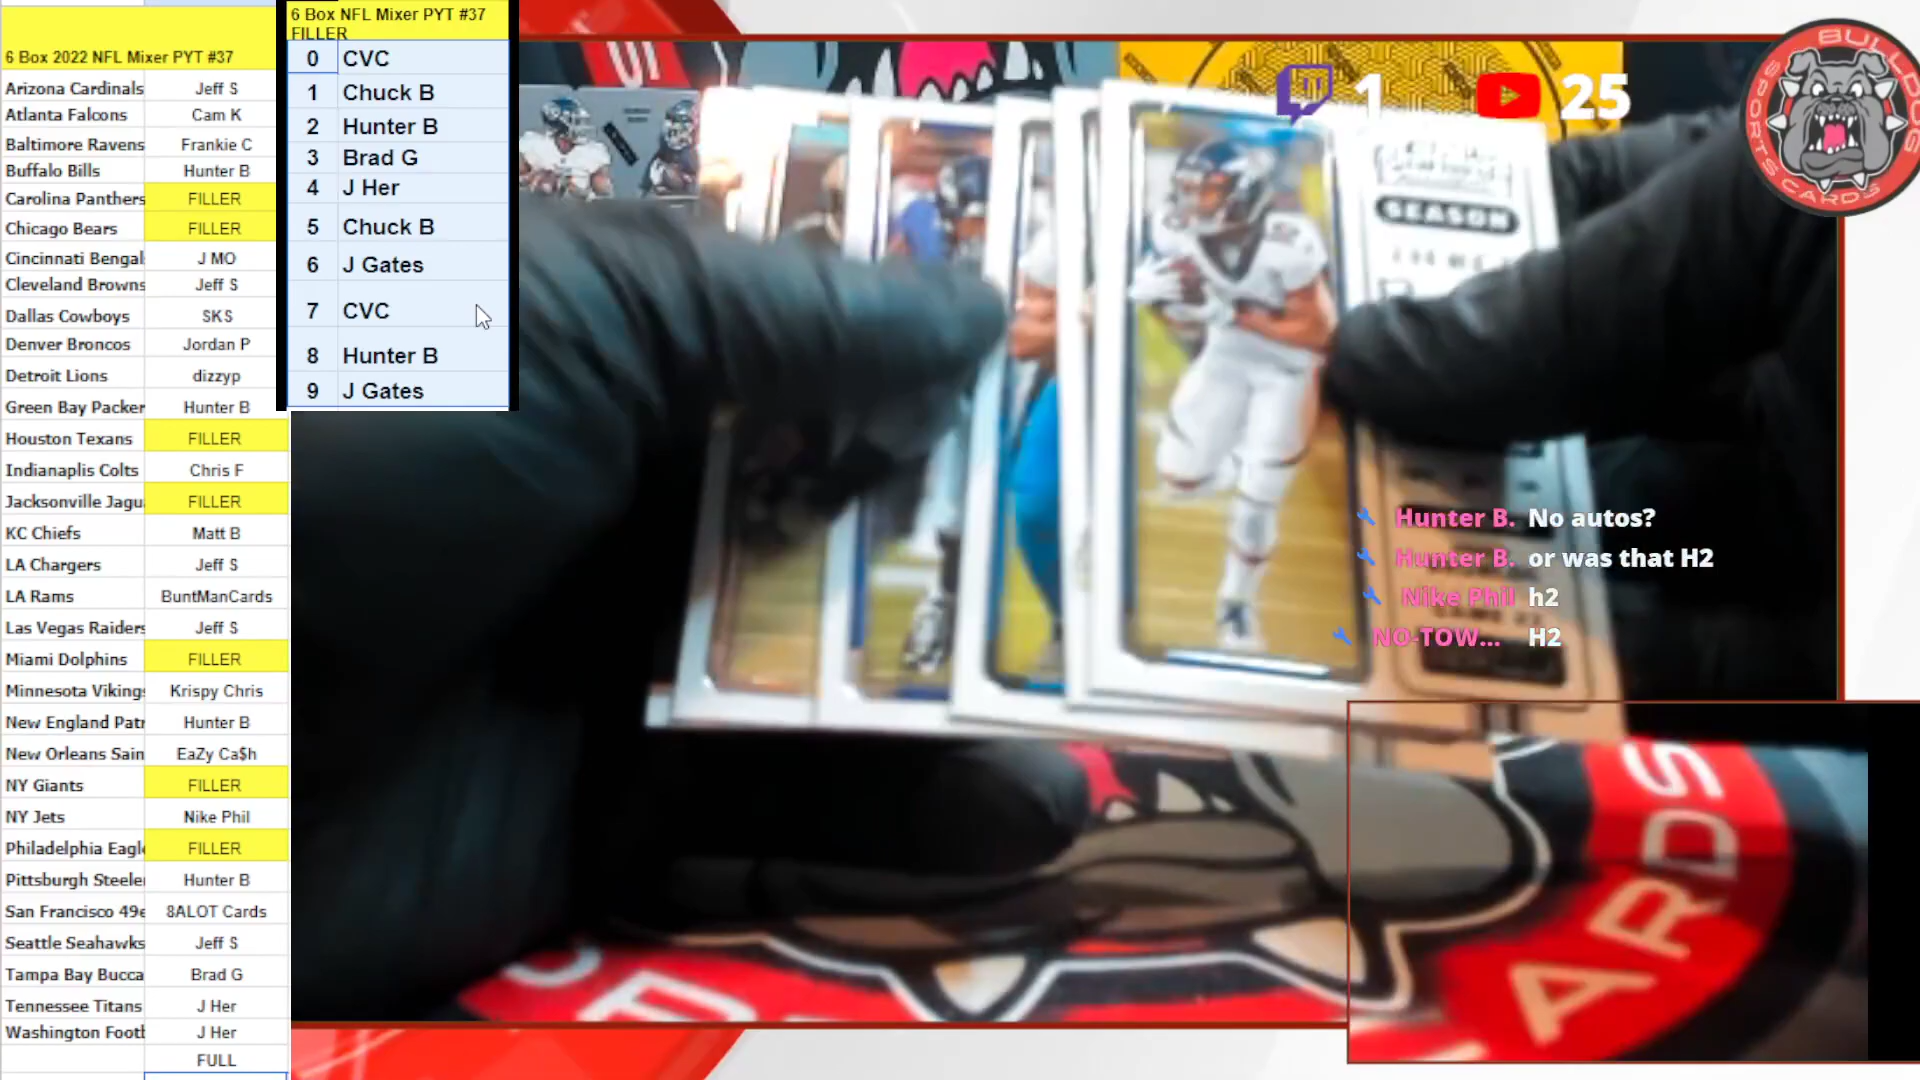 6 Box 2022 NFL Mixer PYT #37
Arizona Cardinals Jeff S
Atlanta Falcons Cam K
Baltimore Ravens Frankie C
Buffalo Bills Hunter B
Carolina Panthers FILLER
Chicago Bears FILLER
Cincinnati Bengal J MO
Cleveland Browns Jeff S
Dallas Cowboys SKS
Denver Broncos Jordan P
Detroit Lions dizzyp
Green Bay Packer Hunter B
Houston Texans FILLER
Indianaplis Colts Chris F
Jacksonville Jagu FILLER
KC Chiefs Matt B
LA Chargers Jeff S
LA Rams BuntManCards
Las Vegas Raiders Jeff S
Miami Dolphins FILLER
Minnesota Vikings Krispy Chris
New England Patr Hunter B
New Orleans Sain EaZy Ca$h
NY Giants FILLER
NY Jets Nike Phil
Philadelphia Eagle FILLER
Pittsburgh Steele Hunter B
San Francisco 49e 8ALOT Cards
Seattle Seahawks Jeff S
Tampa Bay Bucca Brad G
Tennessee Titans J Her
Washington Footb J Her
FULL
6 Box NFL Mixer PYT #37
FILLER
0 CVC
1 Chuck B
2 Hunter B
3 Brad G
4 J Her
5 Chuck B
6 J Gates
7 CVC
8 Hunter B
9 J Gates
1 25
BULLDOG
SPORTS CARDS
SEASON
Hunter B. No autos?
Hunter B. or was that H2
Nike Phil h2
NO-TOW... H2
ARDS